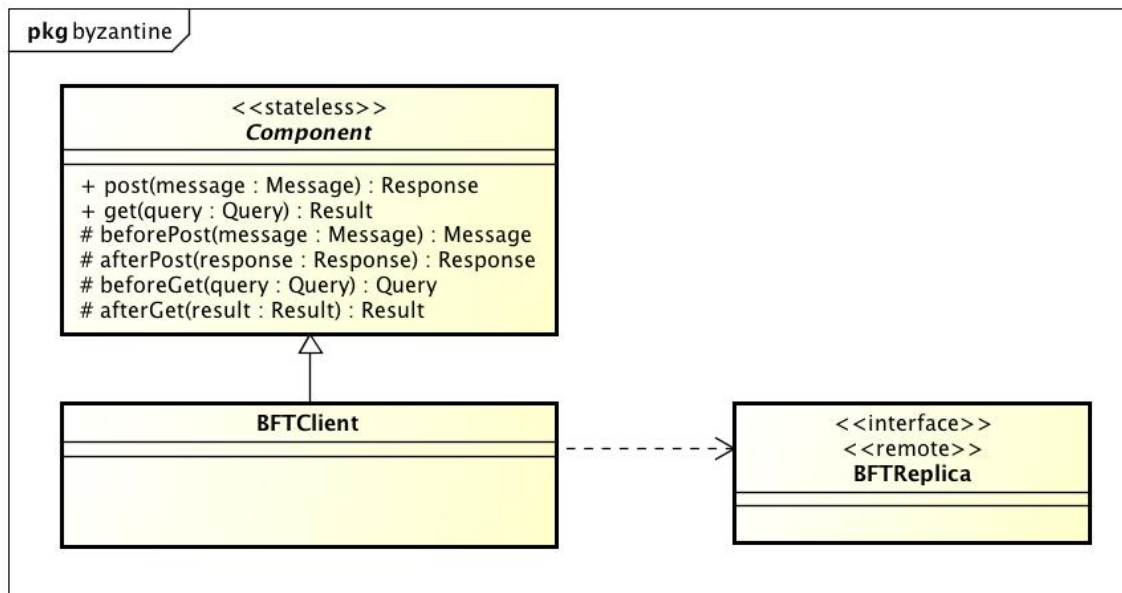 pkg byzantine
<<stateless>>
Component
+ post(message : Message) : Response
+ get(query : Query) : Result
# beforePost(message : Message) : Message
# afterPost(response : Response) : Response
# beforeGet(query : Query) : Query
# afterGet(result : Result) : Result
BFTClient
<<interface>>
<<remote>>
BFTReplica